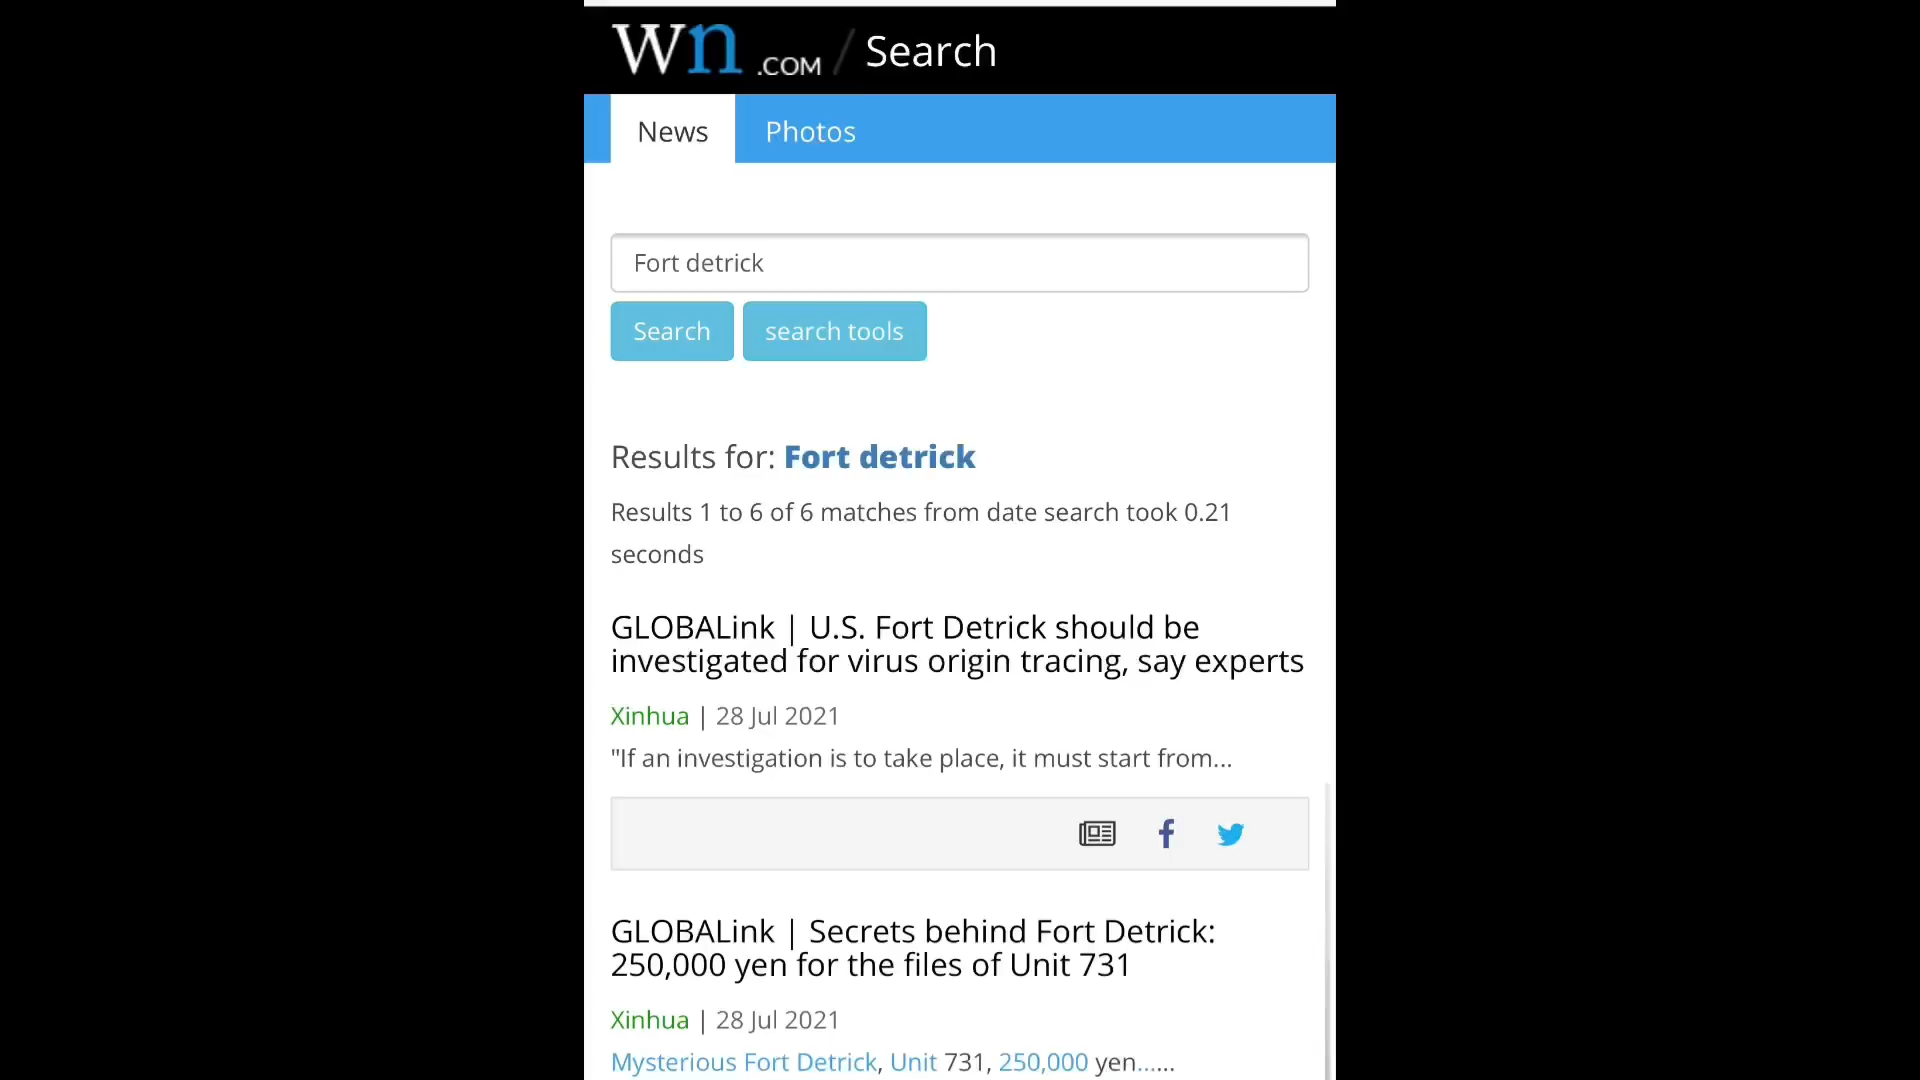 Wn .COM / Search
News Photos
Fort detrick
Search search tools
Results for: Fort detrick
Results 1 to 6 of 6 matches from date search took 0.21
seconds
GLOBALink | U.S. Fort Detrick should be
investigated for virus origin tracing, say experts
Xinhua | 28 Jul 2021
"If an investigation is to take place, it must start from...
GLOBALink | Secrets behind Fort Detrick:
250,000 yen for the files of Unit 731
Xinhua | 28 Jul 2021
Mysterious Fort Detrick, Unit 731, 250,000 yen......